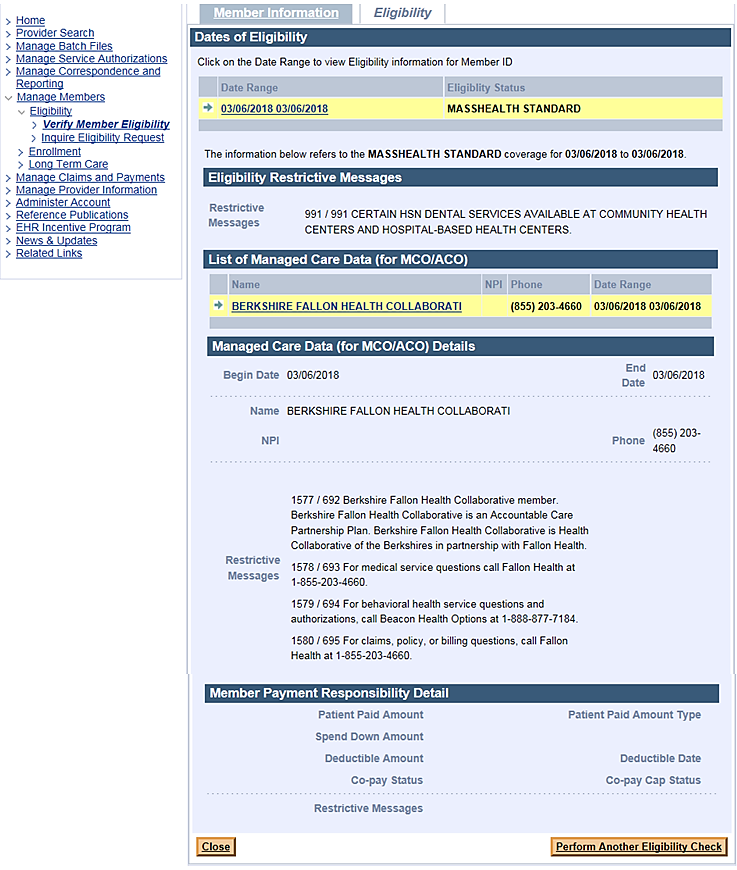 Home
Provider Search
Manage Batch Files
Manage Service Authorizations
Manage Correspondence and
Reporting
Manage Members
Eligibility
Verify Member Eligibility
Inquire Eligibility Request
Enrollment
Long Term Care
Manage Claims and Payments
Manage Provider Information
Administer Account
Reference Publications
EHR Incentive Program
News & Updates
Related Links
Member Information Eligibility
Dates of Eligibility
Click on the Date Range to view Eligibility information for Member ID
Date Range Eligiblity Status
03/06/2018 03/06/2018 MASSHEALTH STANDARD
The information below refers to the MASSHEALTH STANDARD coverage for 03/06/2018 to 03/06/2018.
Eligibility Restrictive Messages
Restrictive
Messages
991 / 991 CERTAIN HSN DENTAL SERVICES AVAILABLE AT COMMUNITY HEALTH
CENTERS AND HOSPITAL-BASED HEALTH CENTERS.
List of Managed Care Data (for MCO/ACO)
Name NPI Phone Date Range
BERKSHIRE FALLON HEALTH COLLABORATI (855) 203-4660 03/06/2018 03/06/2018
Managed Care Data (for MCO/ACO) Details
Begin Date 03/06/2018
End
Date
03/06/2018
Name BERKSHIRE FALLON HEALTH COLLABORATI
NPI
Phone
(855) 203-
4660
Restrictive
Messages
1577 / 692 Berkshire Fallon Health Collaborative member.
Berkshire Fallon Health Collaborative is an Accountable Care
Partnership Plan. Berkshire Fallon Health Collaborative is Health
Collaborative of the Berkshires in partnership with Fallon Health.
1578 / 693 For medical service questions call Fallon Health at
1-855-203-4660.
1579 / 694 For behavioral health service questions and
authorizations, call Beacon Health Options at 1-888-877-7184.
1580 / 695 For claims, policy, or billing questions, call Fallon
Health at 1-855-203-4660.
Member Payment Responsibility Detail
Patient Paid Amount Patient Paid Amount Type
Spend Down Amount
Deductible Amount Deductible Date
Co-pay Status Co-pay Cap Status
Restrictive Messages
Close Perform Another Eligibility Check